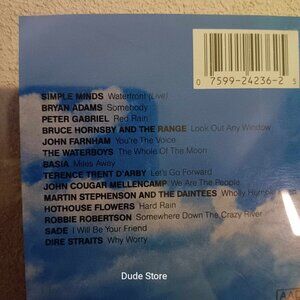 0 7599-24236-2
SIMPLE MINDS Waterfront (Live)
BRYAN ADAMS Somebody
PETER GABRIEL Red Rain
BRUCE HORNSBY AND THE RANGE Look Out Any Window
JOHN FARNHAM You're The Voice
THE WATERBOYS The Whole Of The Moon
BASIA Miles Away
TERENCE TRENT D'ARBY Let's Go Forward
JOHN COUGAR MELLENCAMP We Are The People
MARTIN STEPHENSON AND THE DAINTEES Wholly Humble
HOTHOUSE FLOWERS Hard Rain
ROBBIE ROBERTSON Somewhere Down The Crazy River
SADE I Will Be Your Friend
DIRE STRAITS Why Worry
Dude Store